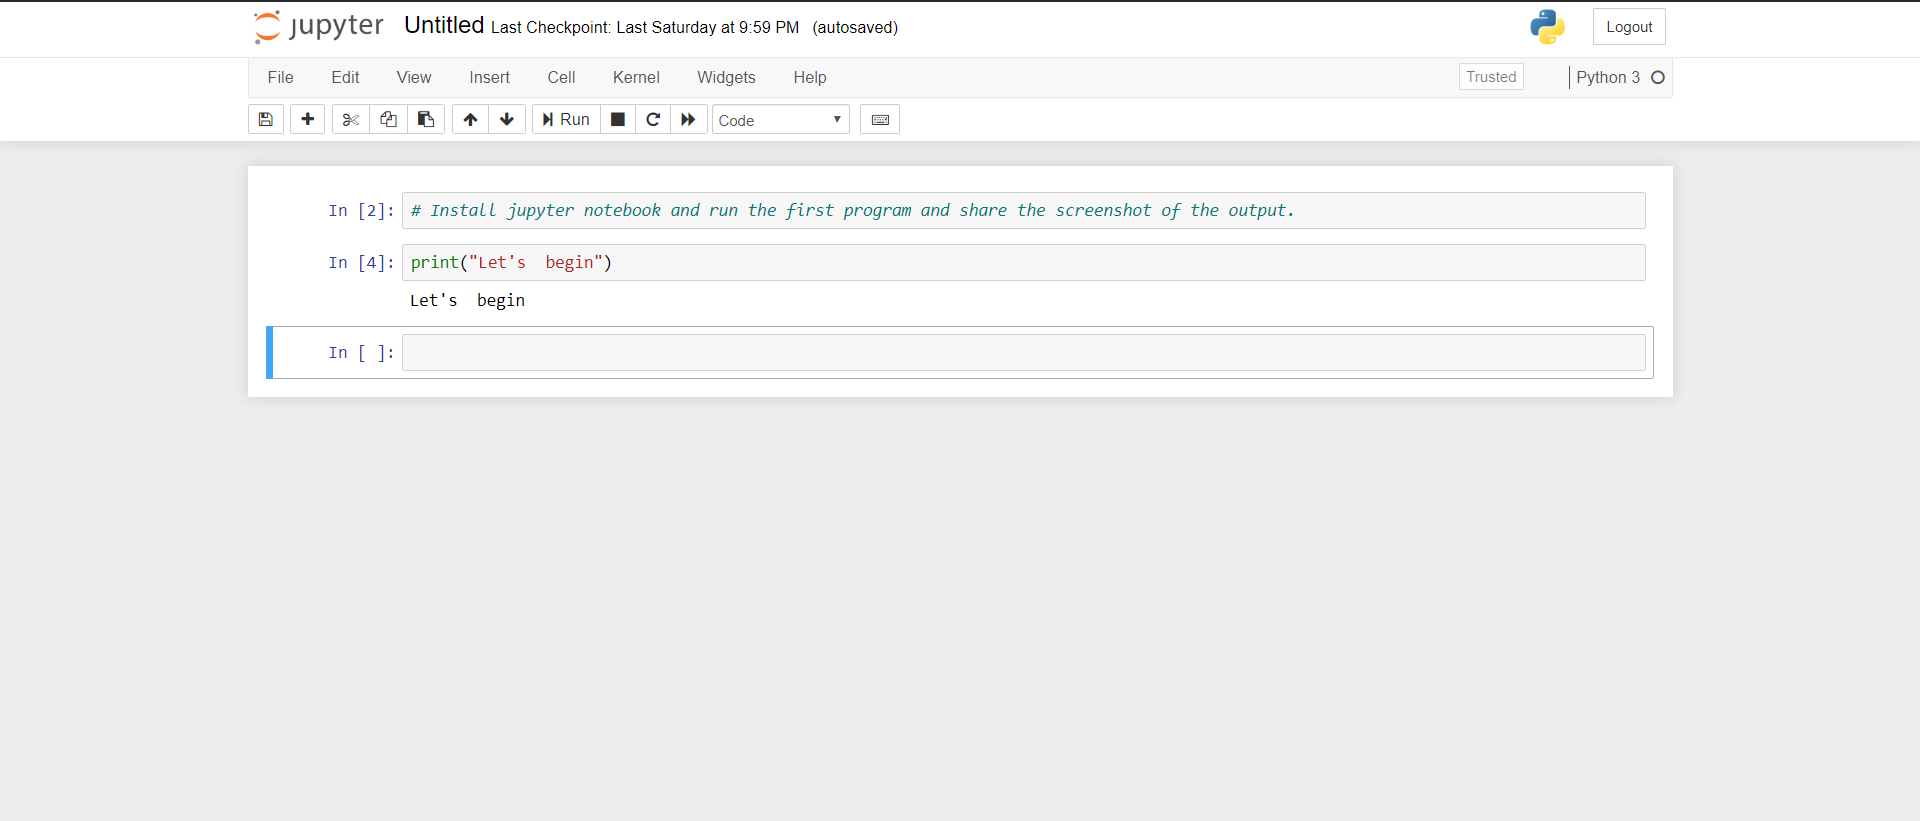 jupyter Untitled Last Checkpoint: Last Saturday at 9:59 PM (autosaved) Logout
File Edit View Insert Cell Kernel Widgets Help Trusted Python 3
Run Code
In [2]: # Install jupyter notebook and run the first program and share the screenshot of the output.
In [4]: print("Let's  begin")
Let's  begin
In [ ]: